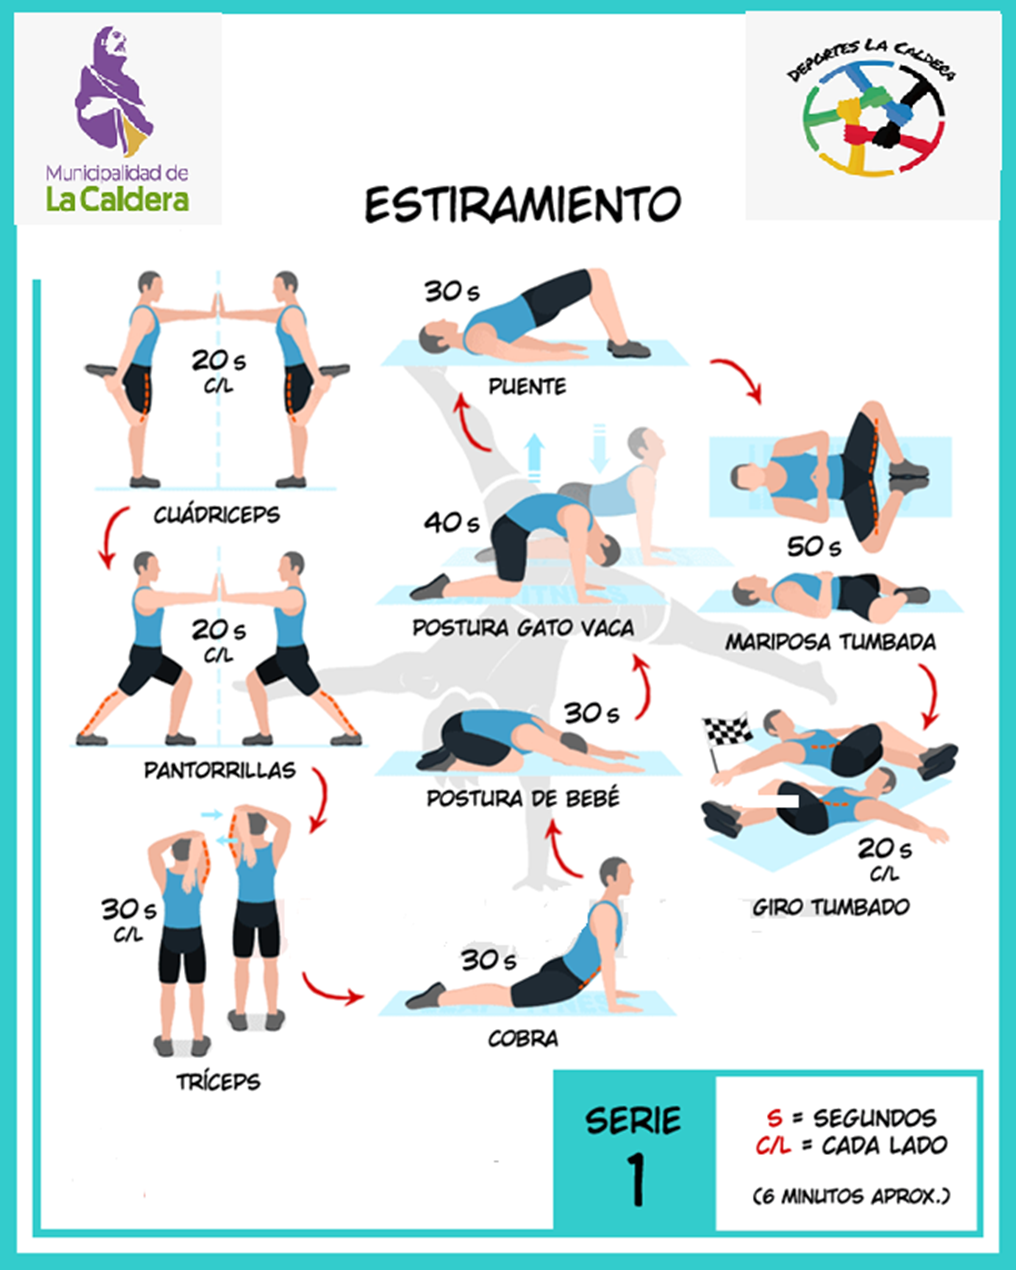 Municipalidad de
La Caldera
DEPORTES LA CALDERA
ESTIRAMIENTO
20 S
C/L
CUÁDRICEPS
20 S
C/L
PANTORRILLAS
30 S
C/L
TRÍCEPS
30 S
COBRA
30 S
POSTURA DE BEBÉ
40 S
POSTURA GATO VACA
30 S
PUENTE
50 S
MARIPOSA TUMBADA
20 S
C/L
GIRO TUMBADO
SERIE
1
S = SEGUNDOS
C/L = CADA LADO
(6 MINUTOS APROX.)